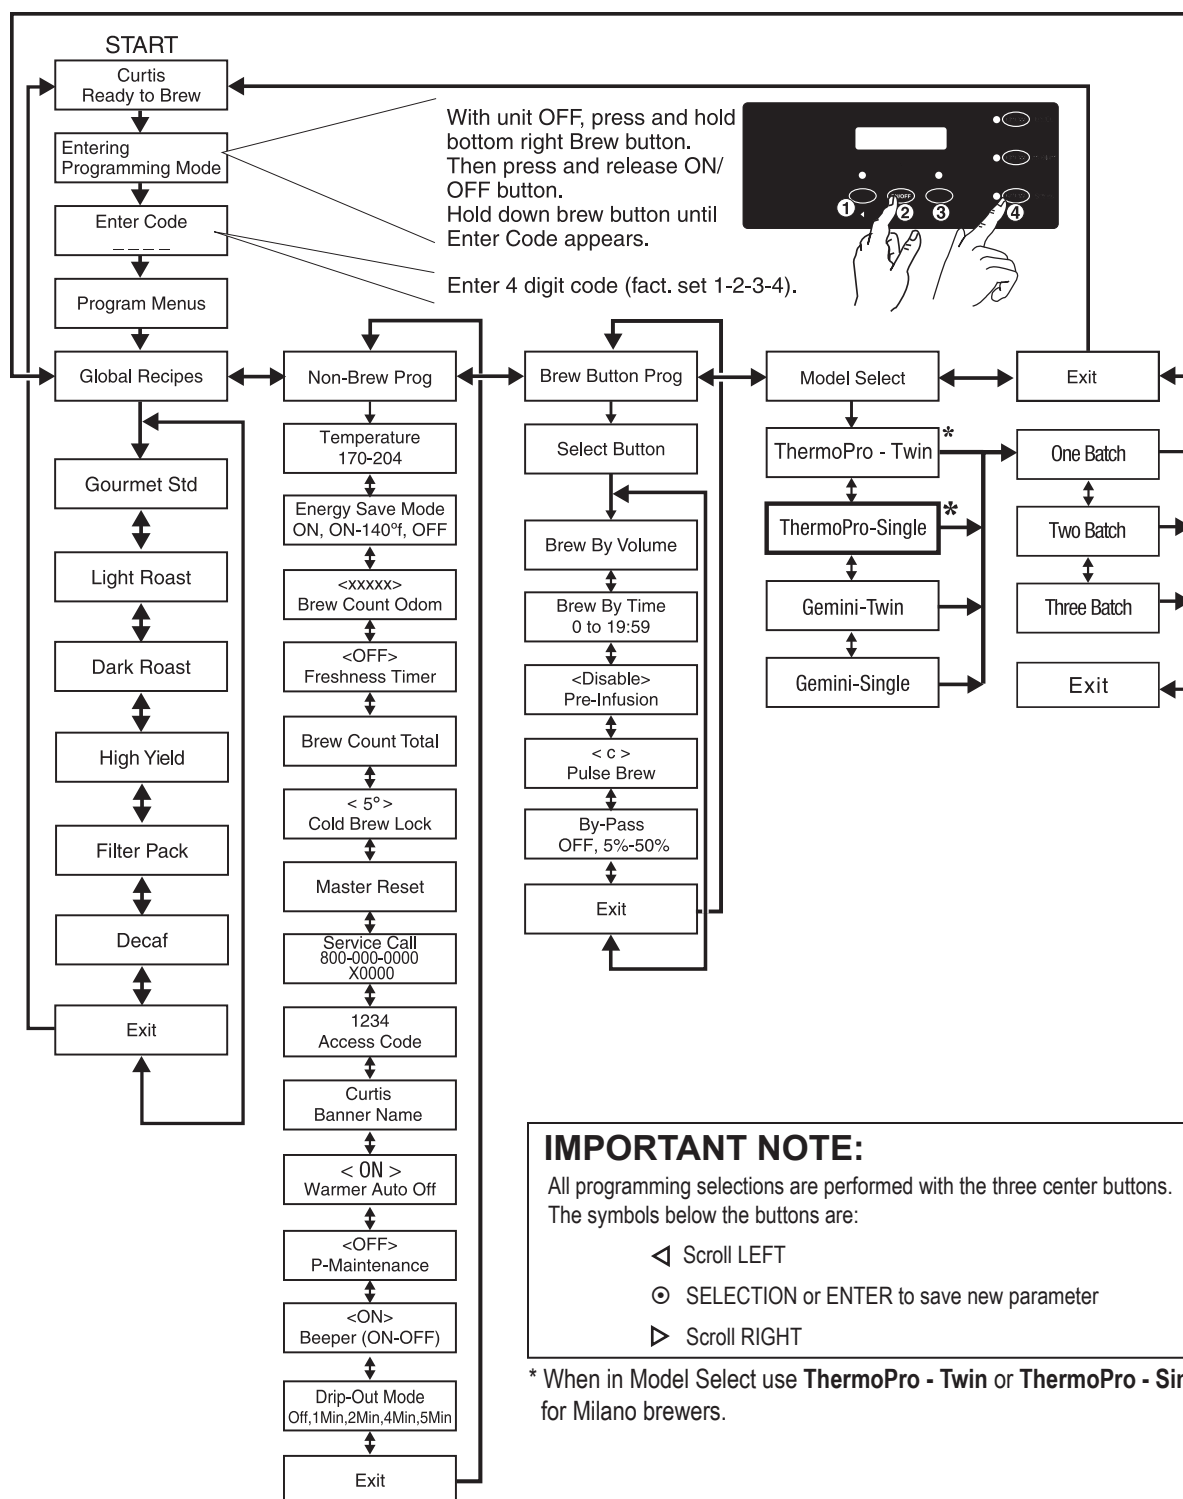 START
Curtis
Ready to Brew
Entering
Programming Mode
Enter Code
_ _ _ _
Program Menus
With unit OFF, press and hold
bottom right Brew button.
Then press and release ON/
OFF button.
Hold down brew button until
Enter Code appears.
Enter 4 digit code (fact. set 1-2-3-4).
ON/OFF
1
2
3
4
Global Recipes
Gourmet Std
Light Roast
Dark Roast
High Yield
Filter Pack
Decaf
Exit
Non-Brew Prog
Temperature
170-204
Energy Save Mode
ON, ON-140°f, OFF
<xxxxx>
Brew Count Odom
<OFF>
Freshness Timer
Brew Count Total
< 5° >
Cold Brew Lock
Master Reset
Service Call
800-000-0000
X0000
1234
Access Code
Curtis
Banner Name
< ON >
Warmer Auto Off
<OFF>
P-Maintenance
<ON>
Beeper (ON-OFF)
Drip-Out Mode
Off,1Min,2Min,4Min,5Min
Exit
Brew Button Prog
Select Button
Brew By Volume
Brew By Time
0 to 19:59
<Disable>
Pre-Infusion
< c >
Pulse Brew
By-Pass
OFF, 5%-50%
Exit
Model Select
ThermoPro - Twin *
ThermoPro-Single *
Gemini-Twin
Gemini-Single
Exit
One Batch
Two Batch
Three Batch
Exit
IMPORTANT NOTE:
All programming selections are performed with the three center buttons.
The symbols below the buttons are:
Scroll LEFT
SELECTION or ENTER to save new parameter
Scroll RIGHT
* When in Model Select use ThermoPro - Twin or ThermoPro - Sin
for Milano brewers.